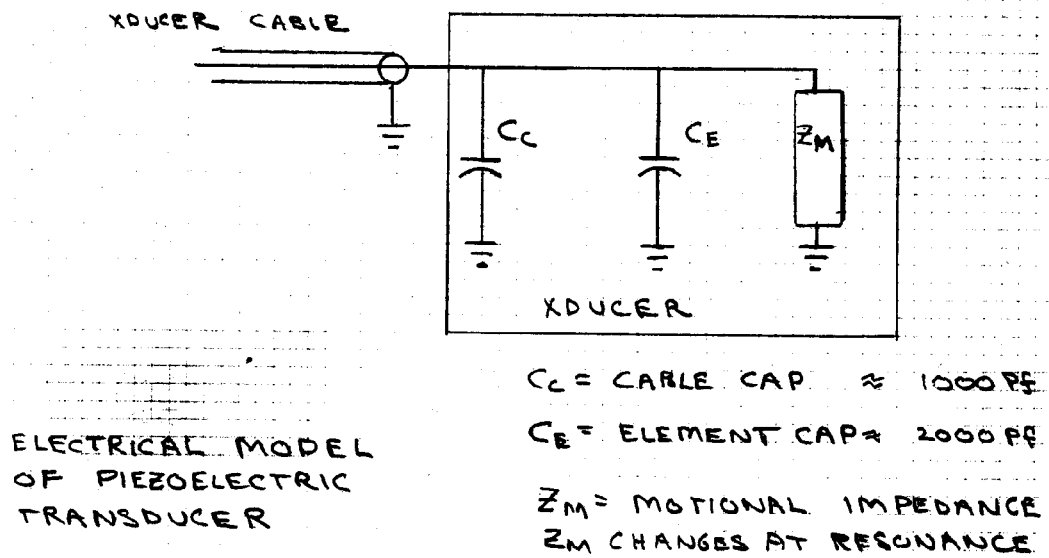 XDUCER CABLE
CC
CE
ZM
XDUCER
CC = CABLE CAP ≈ 1000 Pf
CE = ELEMENT CAP ≈ 2000 Pf
ELECTRICAL MODEL
OF PIEZOELECTRIC
TRANSDUCER
ZM = MOTIONAL IMPEDANCE
ZM CHANGES AT RESONANCE